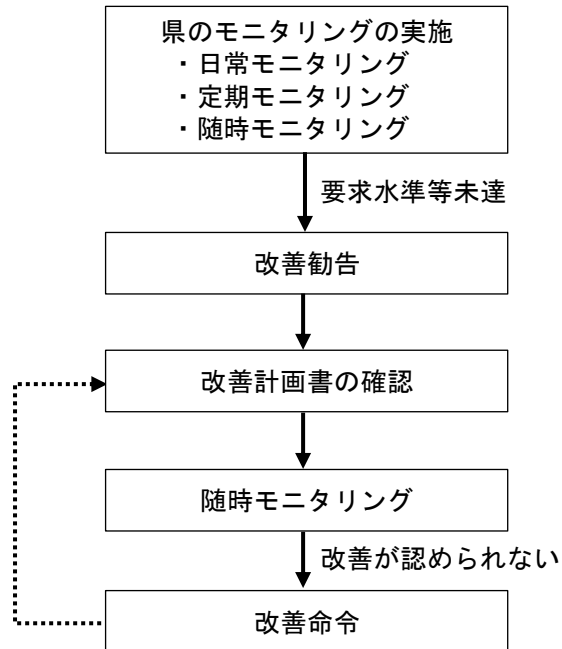 県のモニタリングの実施
・日常モニタリング
・定期モニタリング
・随時モニタリング
要求水準等未達
改善勧告
改善計画書の確認
随時モニタリング
改善が認められない
改善命令